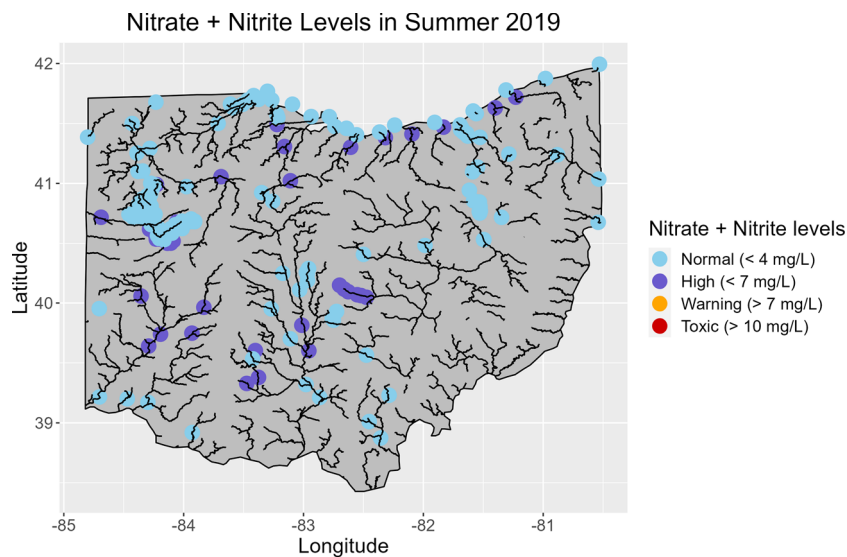 Nitrate + Nitrite Levels in Summer 2019
42
41
40
39
Latitude
-85
-84
-83
-82
-81
Longitude
Nitrate + Nitrite levels
Normal (< 4 mg/L)
High (< 7 mg/L)
Warning (> 7 mg/L)
Toxic (> 10 mg/L)